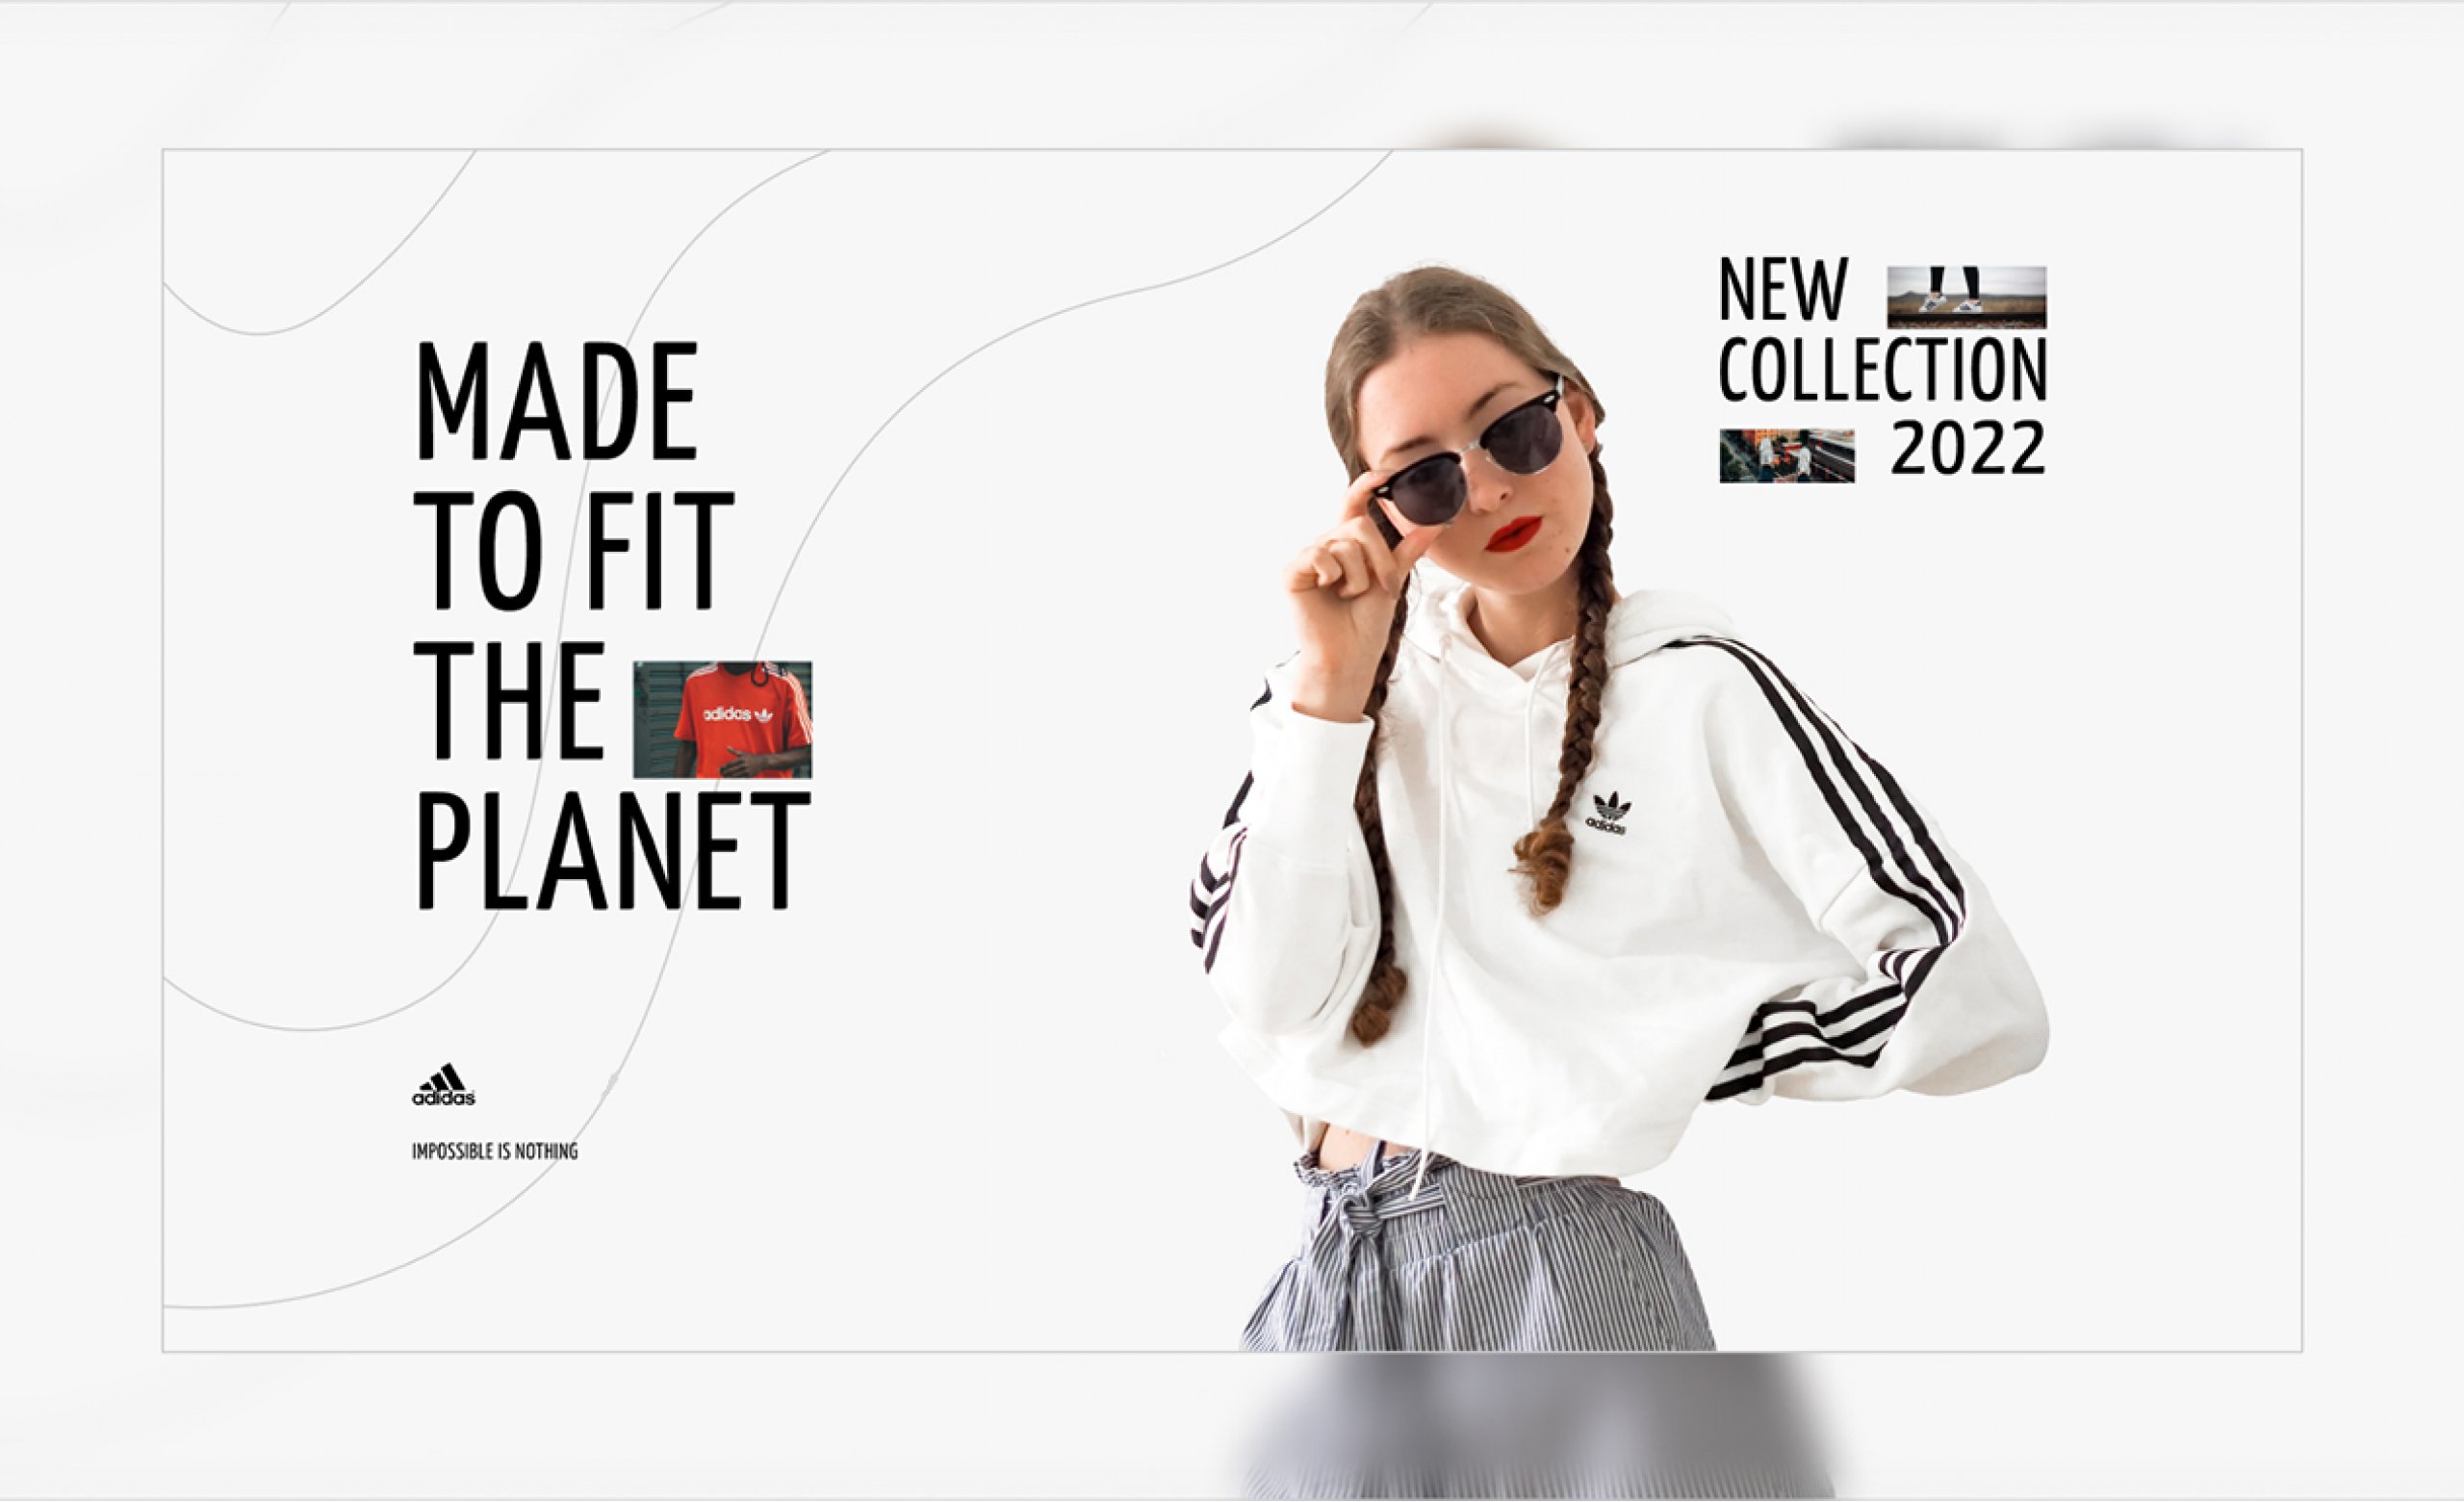 MADE
TO FIT
THE
adidas
PLANET
adidas
IMPOSSIBLE IS NOTHING
NEW
COLLECTION
2022
adidas